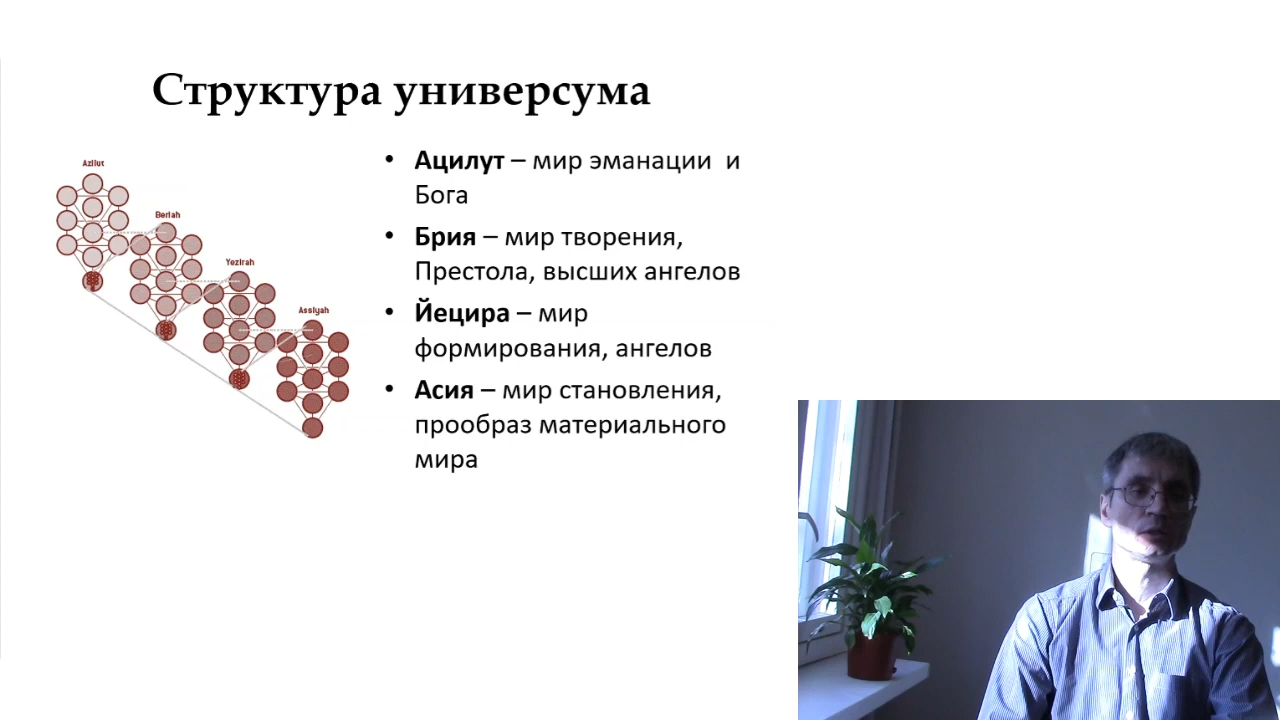 Структура универсума
Azilut
Beriah
Yezirah
Assiyah
• Ацилут – мир эманации и
Бога
• Брия – мир творения,
Престола, высших ангелов
• Йецира – мир
формирования, ангелов
• Асия – мир становления,
прообраз материального
мира